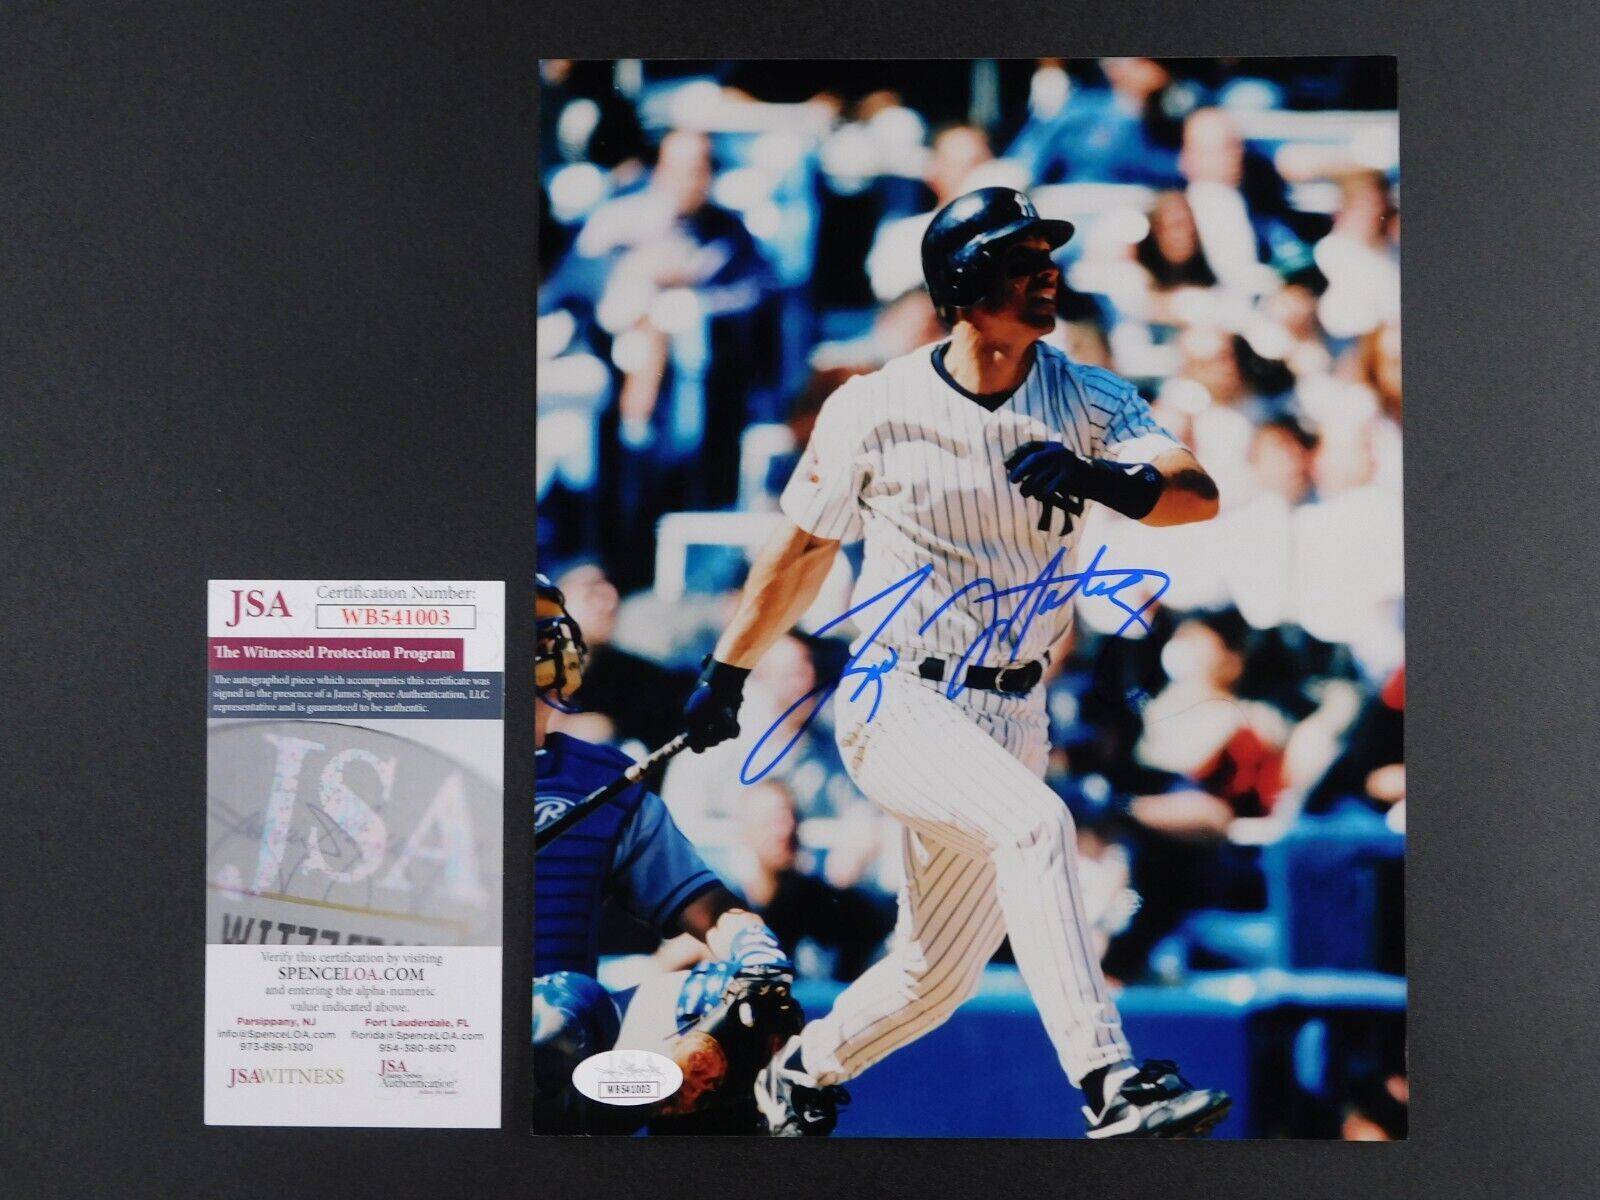 JSA
Certification Number:
WB541003
The Witnessed Protection Program
The autographed piece which accompanies this certificate was
signed in the presence of a James Spence Authentication, LLC
representative and is guaranteed to be authentic.
JSA
Verify this certification by visiting
SPENCELOA.COM
and entering the alpha-numeric
value indicated above.
Parsippany, NJ
info@SpenceLOA.com
973-898-1300
Fort Lauderdale, FL
florida@SpenceLOA.com
954-380-8670
JSAWITNESS
JSA
Authentication
NY
NY
R
WB541003